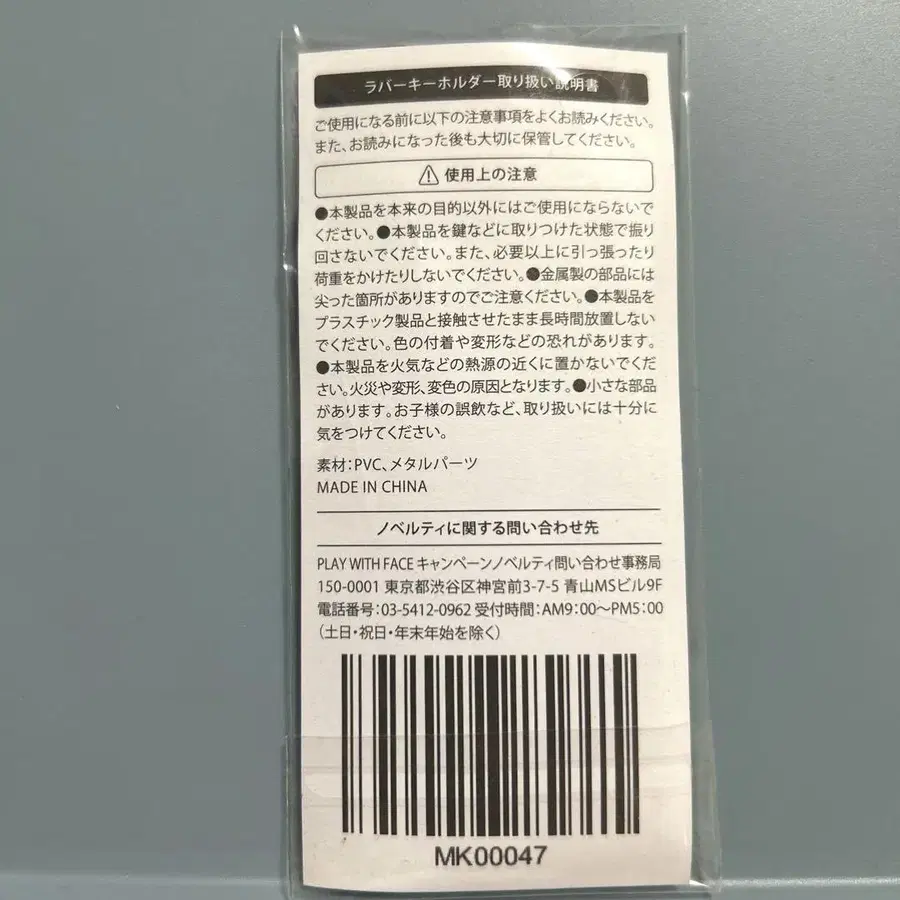 ラバーキーホルダー取り扱い説明書
ご使用になる前に以下の注意事項をよくお読みください。
また、お読みになった後も大切に保管してください。
使用上の注意
●本製品を本来の目的以外にはご使用にならないで
ください。●本製品を鍵などに取りつけた状態で振り
回さないでください。また、必要以上に引っ張ったり
荷重をかけたりしないでください。●金属製の部品には
尖った箇所がありますのでご注意ください。●本製品を
プラスチック製品と接触させたまま長時間放置しない
でください。色の付着や変形などの恐れがあります。
●本製品を火気などの熱源の近くに置かないでくだ
さい。火災や変形、変色の原因となります。●小さな部品
があります。お子様の誤飲など、取り扱いには十分に
気をつけてください。
素材:PVC、メタルパーツ
MADE IN CHINA
ノベルティに関する問い合わせ先
PLAY WITH FACE キャンペーンノベルティ問い合わせ事務局
150-0001 東京都渋谷区神宮前3-7-5 青山MSビル9F
電話番号:03-5412-0962 受付時間:AM9:00〜PM5:00
(土日・祝日・年末年始を除く)
MK00047